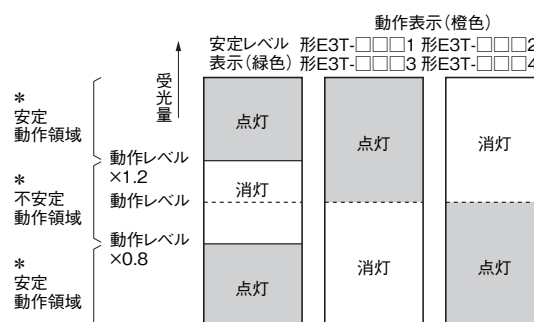 動作表示（橙色）
安定レベル 形E3T-□□□1 形E3T-□□□2
表示（緑色） 形E3T-□□□3 形E3T-□□□4
受光量
＊
安定
動作領域
点灯
点灯
消灯
動作レベル
×1.2
消灯
＊
不安定
動作領域
動作レベル
動作レベル
×0.8
＊
安定
動作領域
点灯
消灯
点灯